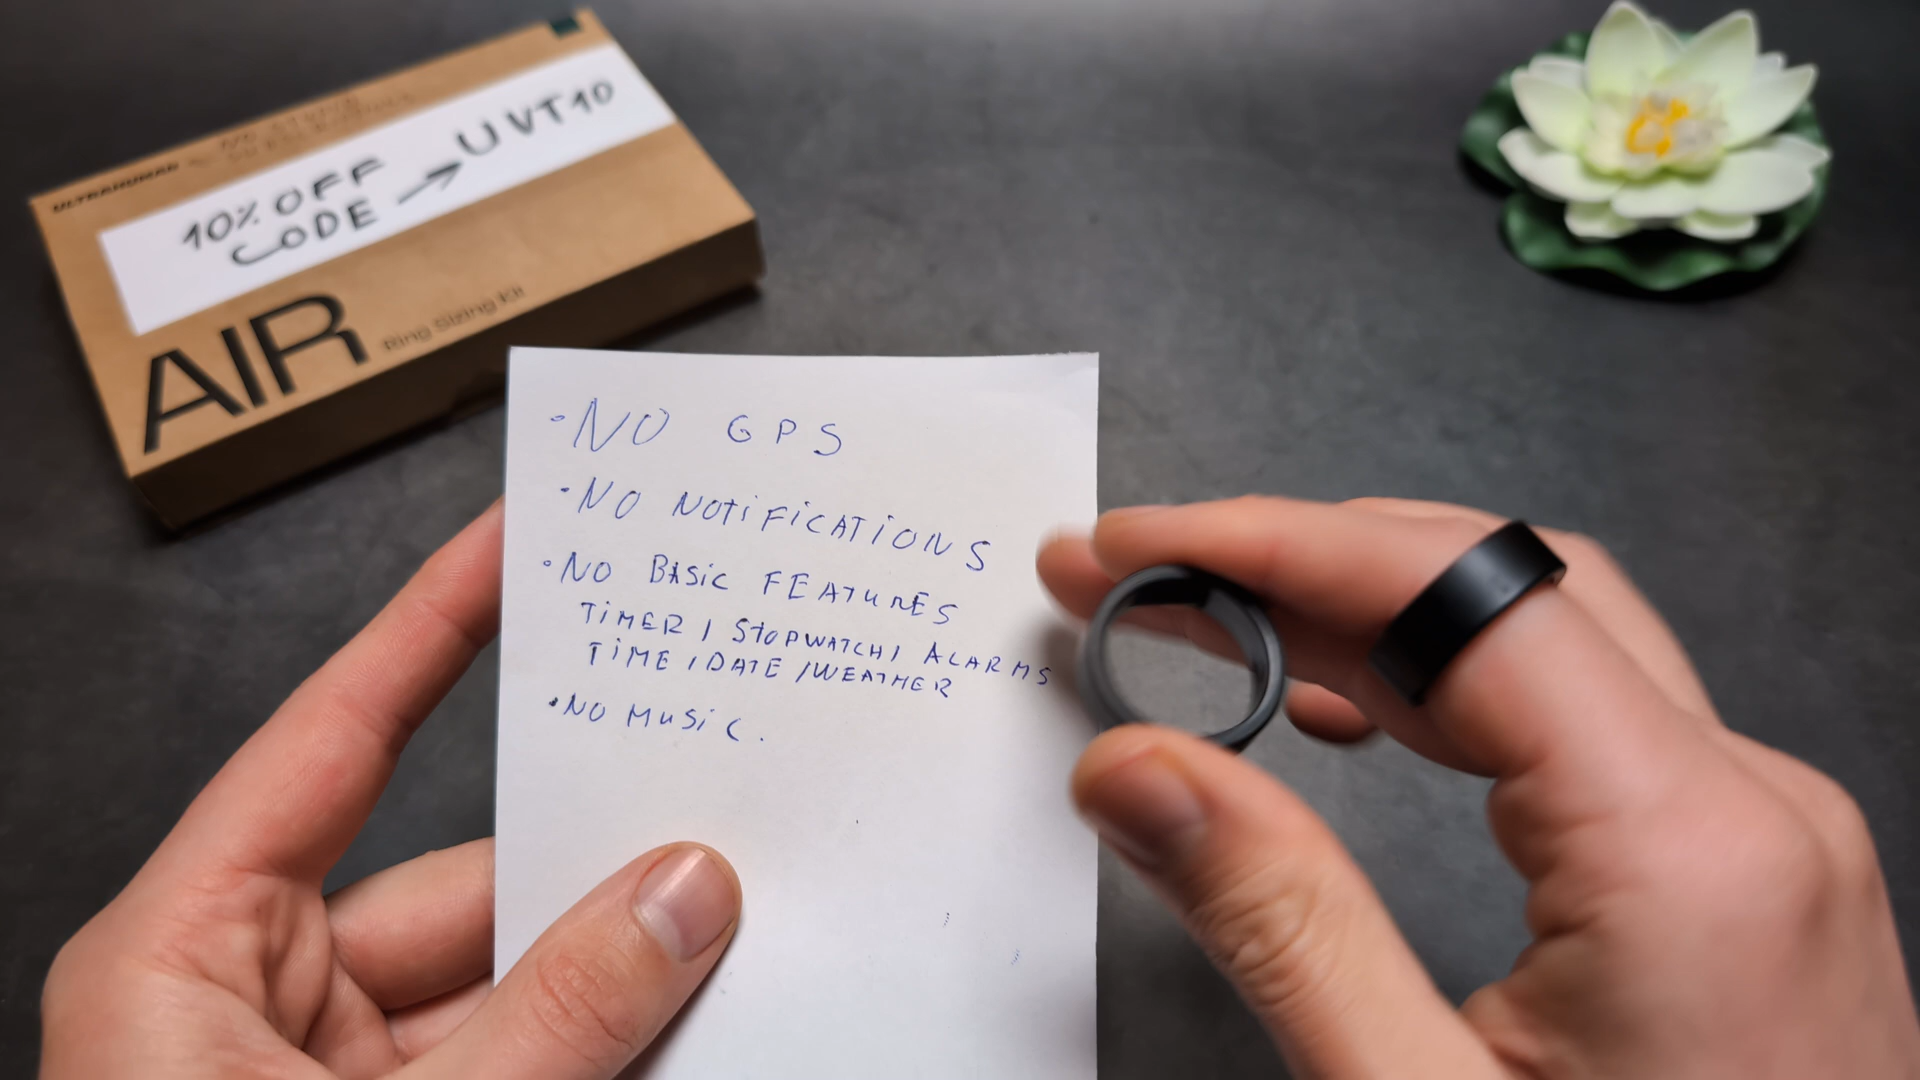 ULTRAHUMAN
10% OFF
CODE → UVT10
AIR
Ring Sizing Kit
• NO GPS
• NO NOTiFiCATiONS
• NO BASiC FEATURES
TiMER / STOPWATCH / ALARMS
TiME / DATE / WEATHER
• NO MUSiC.